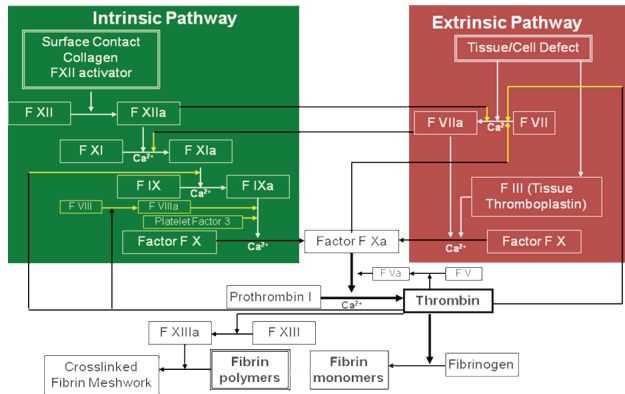 Intrinsic Pathway
Extrinsic Pathway
Surface Contact
Collagen
FXII activator
Tissue/Cell Defect
F XII
F XIIa
F VIIa
Ca²⁺
F VII
F XI
Ca²⁺
F XIa
F IX
Ca²⁺
F IXa
F III (Tissue
Thromboplastin)
F VIII
F VIIIa
Platelet Factor 3
Factor F X
Ca²⁺
Factor F Xa
Ca²⁺
Factor F X
F Va
F V
Prothrombin I
Ca²⁺
Thrombin
F XIIIa
F XIII
Crosslinked
Fibrin Meshwork
Fibrin
polymers
Fibrin
monomers
Fibrinogen